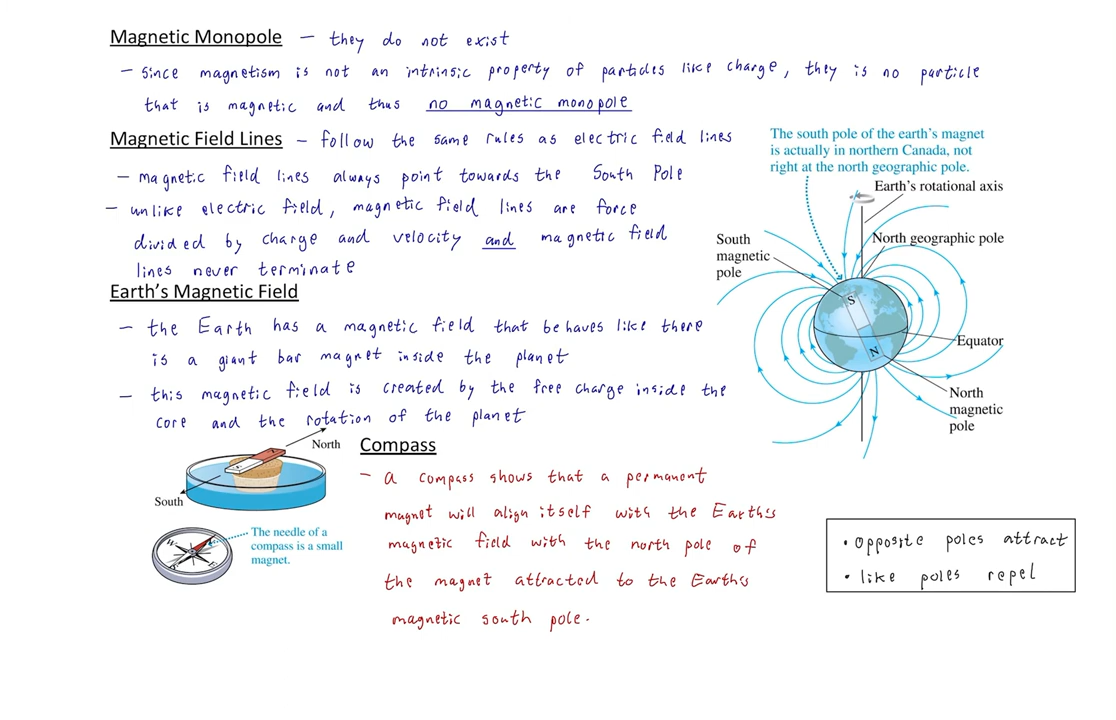 Magnetic Monopole – they do not exist
– since magnetism is not an intrinsic property of particles like charge, they is no particle
that is magnetic and thus no magnetic monopole
Magnetic Field Lines – follow the same rules as electric field lines
– magnetic field lines always point towards the South Pole
– unlike electric field, magnetic field lines are force
divided by charge and velocity and magnetic field
lines never terminate
The south pole of the earth's magnet
is actually in northern Canada, not
right at the north geographic pole.
Earth's rotational axis
North geographic pole
South
magnetic
pole
S
N
Equator
North
magnetic
pole
Earth's Magnetic Field
– the Earth has a magnetic field that behaves like there
is a giant bar magnet inside the planet
– this magnetic field is created by the free charge inside the
core and the rotation of the planet
North
South
The needle of a
compass is a small
magnet.
Compass
– a compass shows that a permanent
magnet will align itself with the Earth's
magnetic field with the north pole of
the magnet attracted to the Earth's
magnetic south pole.
• opposite poles attract
• like poles repel